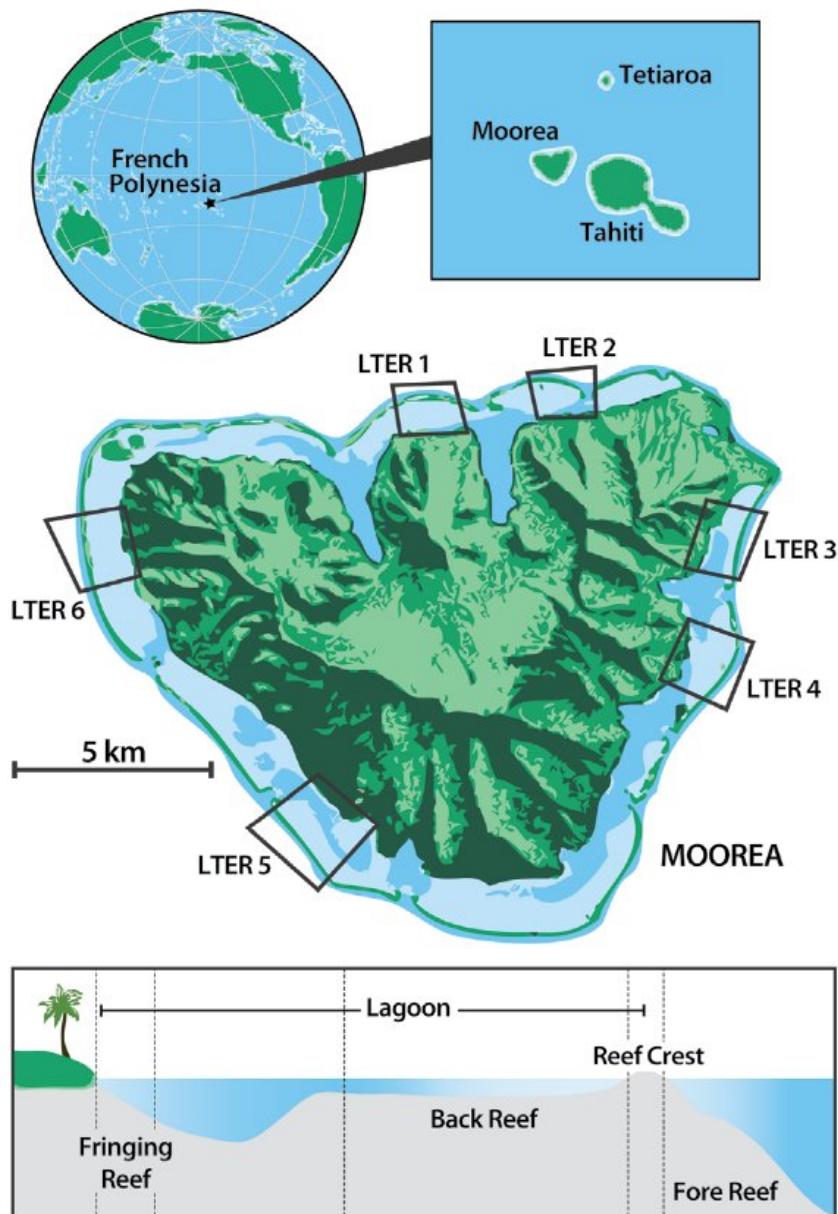 French
Polynesia
Tetiaroa
Moorea
Tahiti
LTER 1
LTER 2
LTER 3
LTER 6
LTER 4
5 km
LTER 5
MOOREA
Lagoon
Reef Crest
Back Reef
Fringing
Reef
Fore Reef